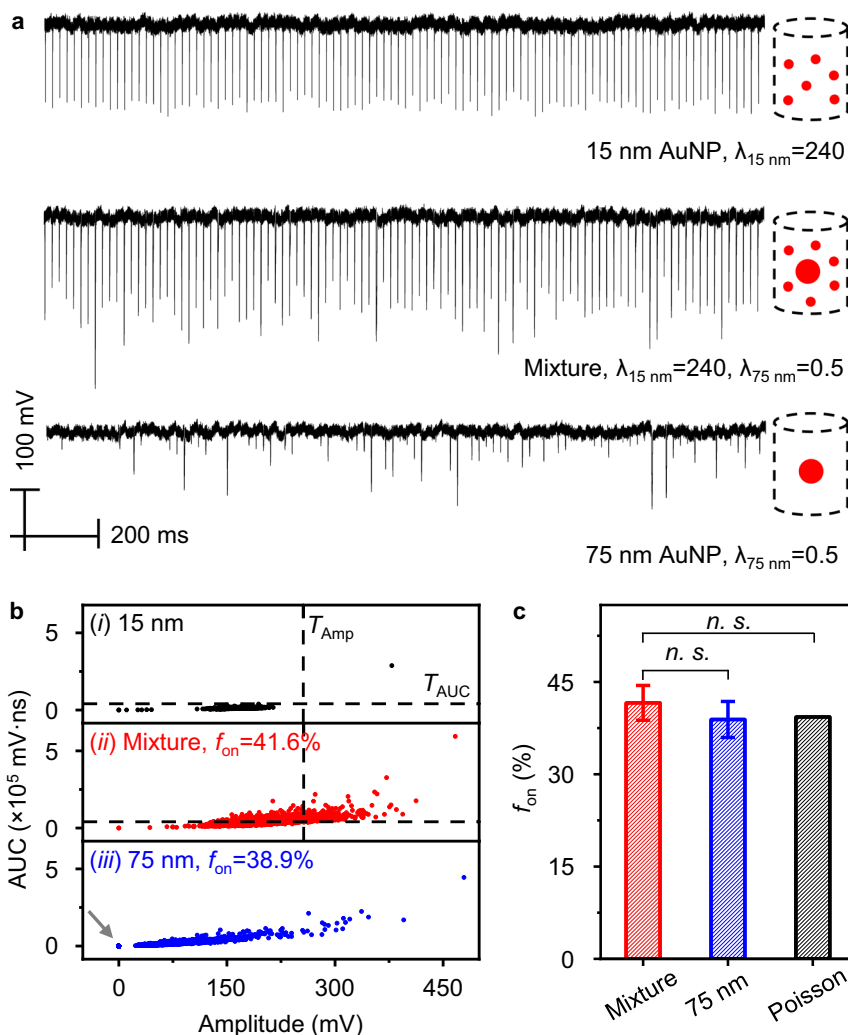 a
15 nm AuNP, λ15 nm=240
Mixture, λ15 nm=240, λ75 nm=0.5
100 mV
200 ms
75 nm AuNP, λ75 nm=0.5
b
(i) 15 nm
TAmp
TAUC
(ii) Mixture, fon=41.6%
(iii) 75 nm, fon=38.9%
AUC (×10⁵ mV·ns)
5
0
5
0
5
0
0 150 300 450
Amplitude (mV)
c
n. s.
n. s.
fon (%)
45
30
15
0
Mixture
75 nm
Poisson